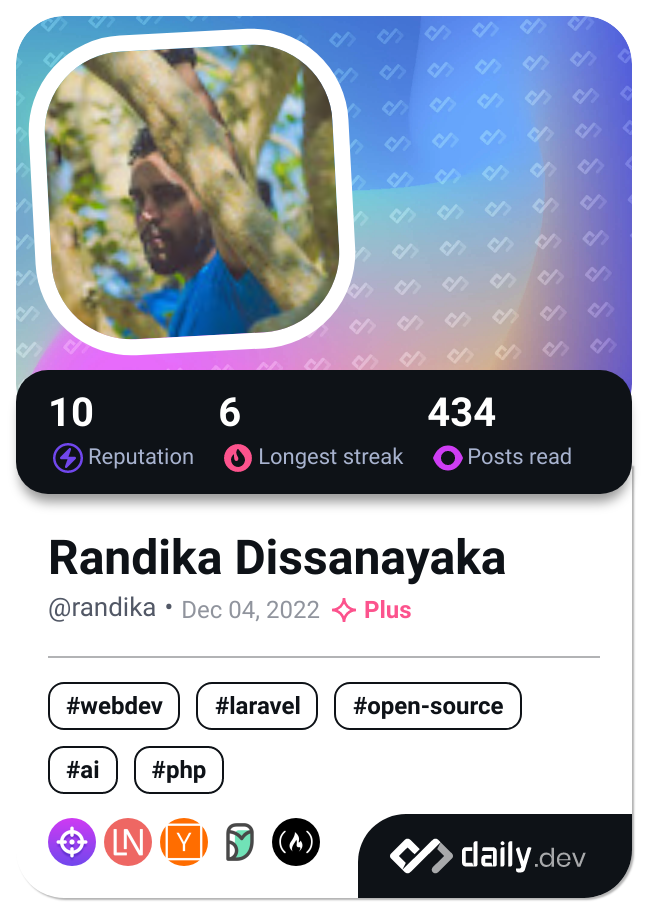 10 6 434
Reputation Longest streak Posts read
Randika Dissanayaka
@randika • Dec 04, 2022 Plus
#webdev #laravel #open-source
#ai #php
LN Y
daily.dev